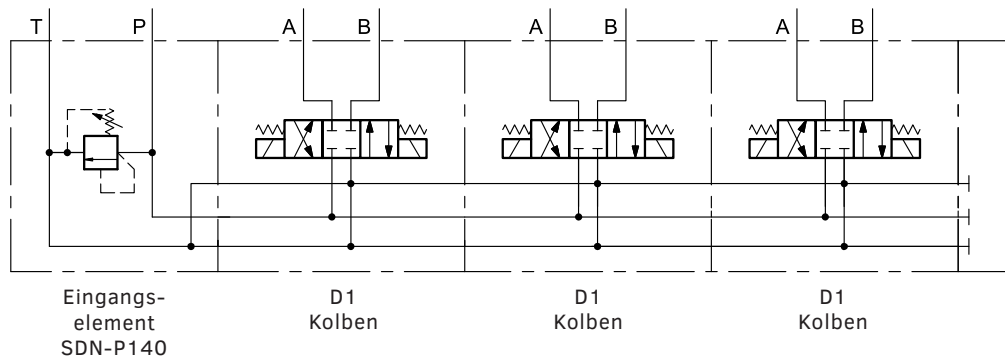 T P A B A B A B
Eingangs-
element
SDN-P140
D1
Kolben
D1
Kolben
D1
Kolben